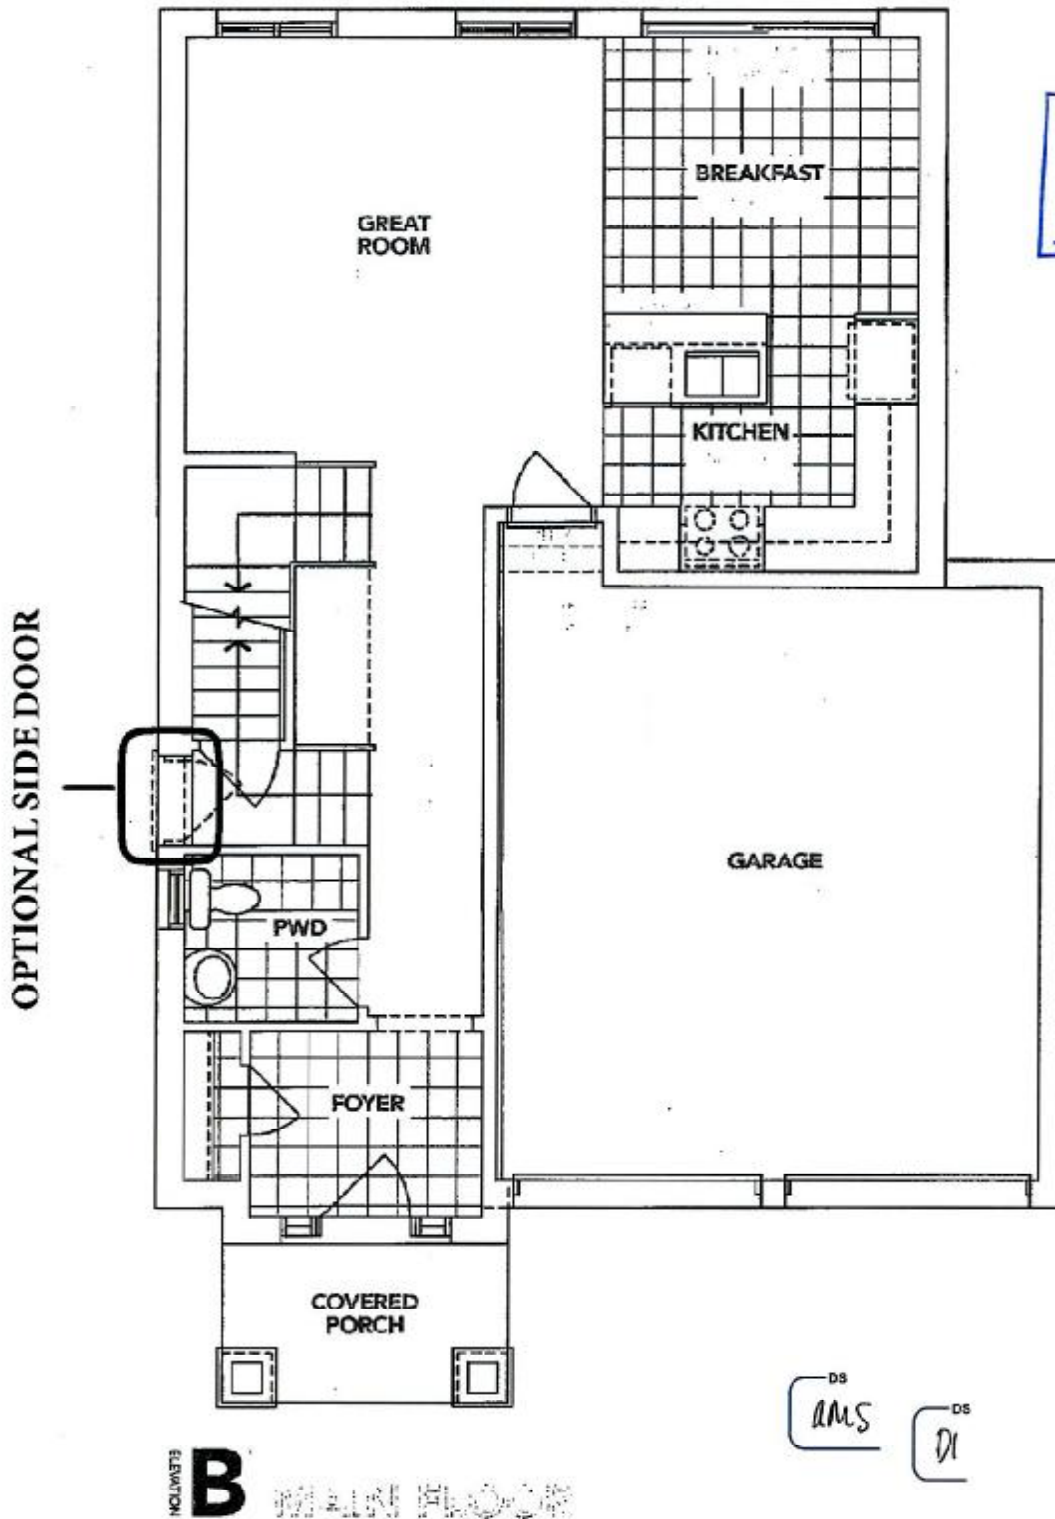 GREAT
ROOM
BREAKFAST
KITCHEN
OPTIONAL SIDE DOOR
GARAGE
PWD
FOYER
COVERED
PORCH
DS
AMS
DS
DI
ELEVATION
B MAIN FLOOR